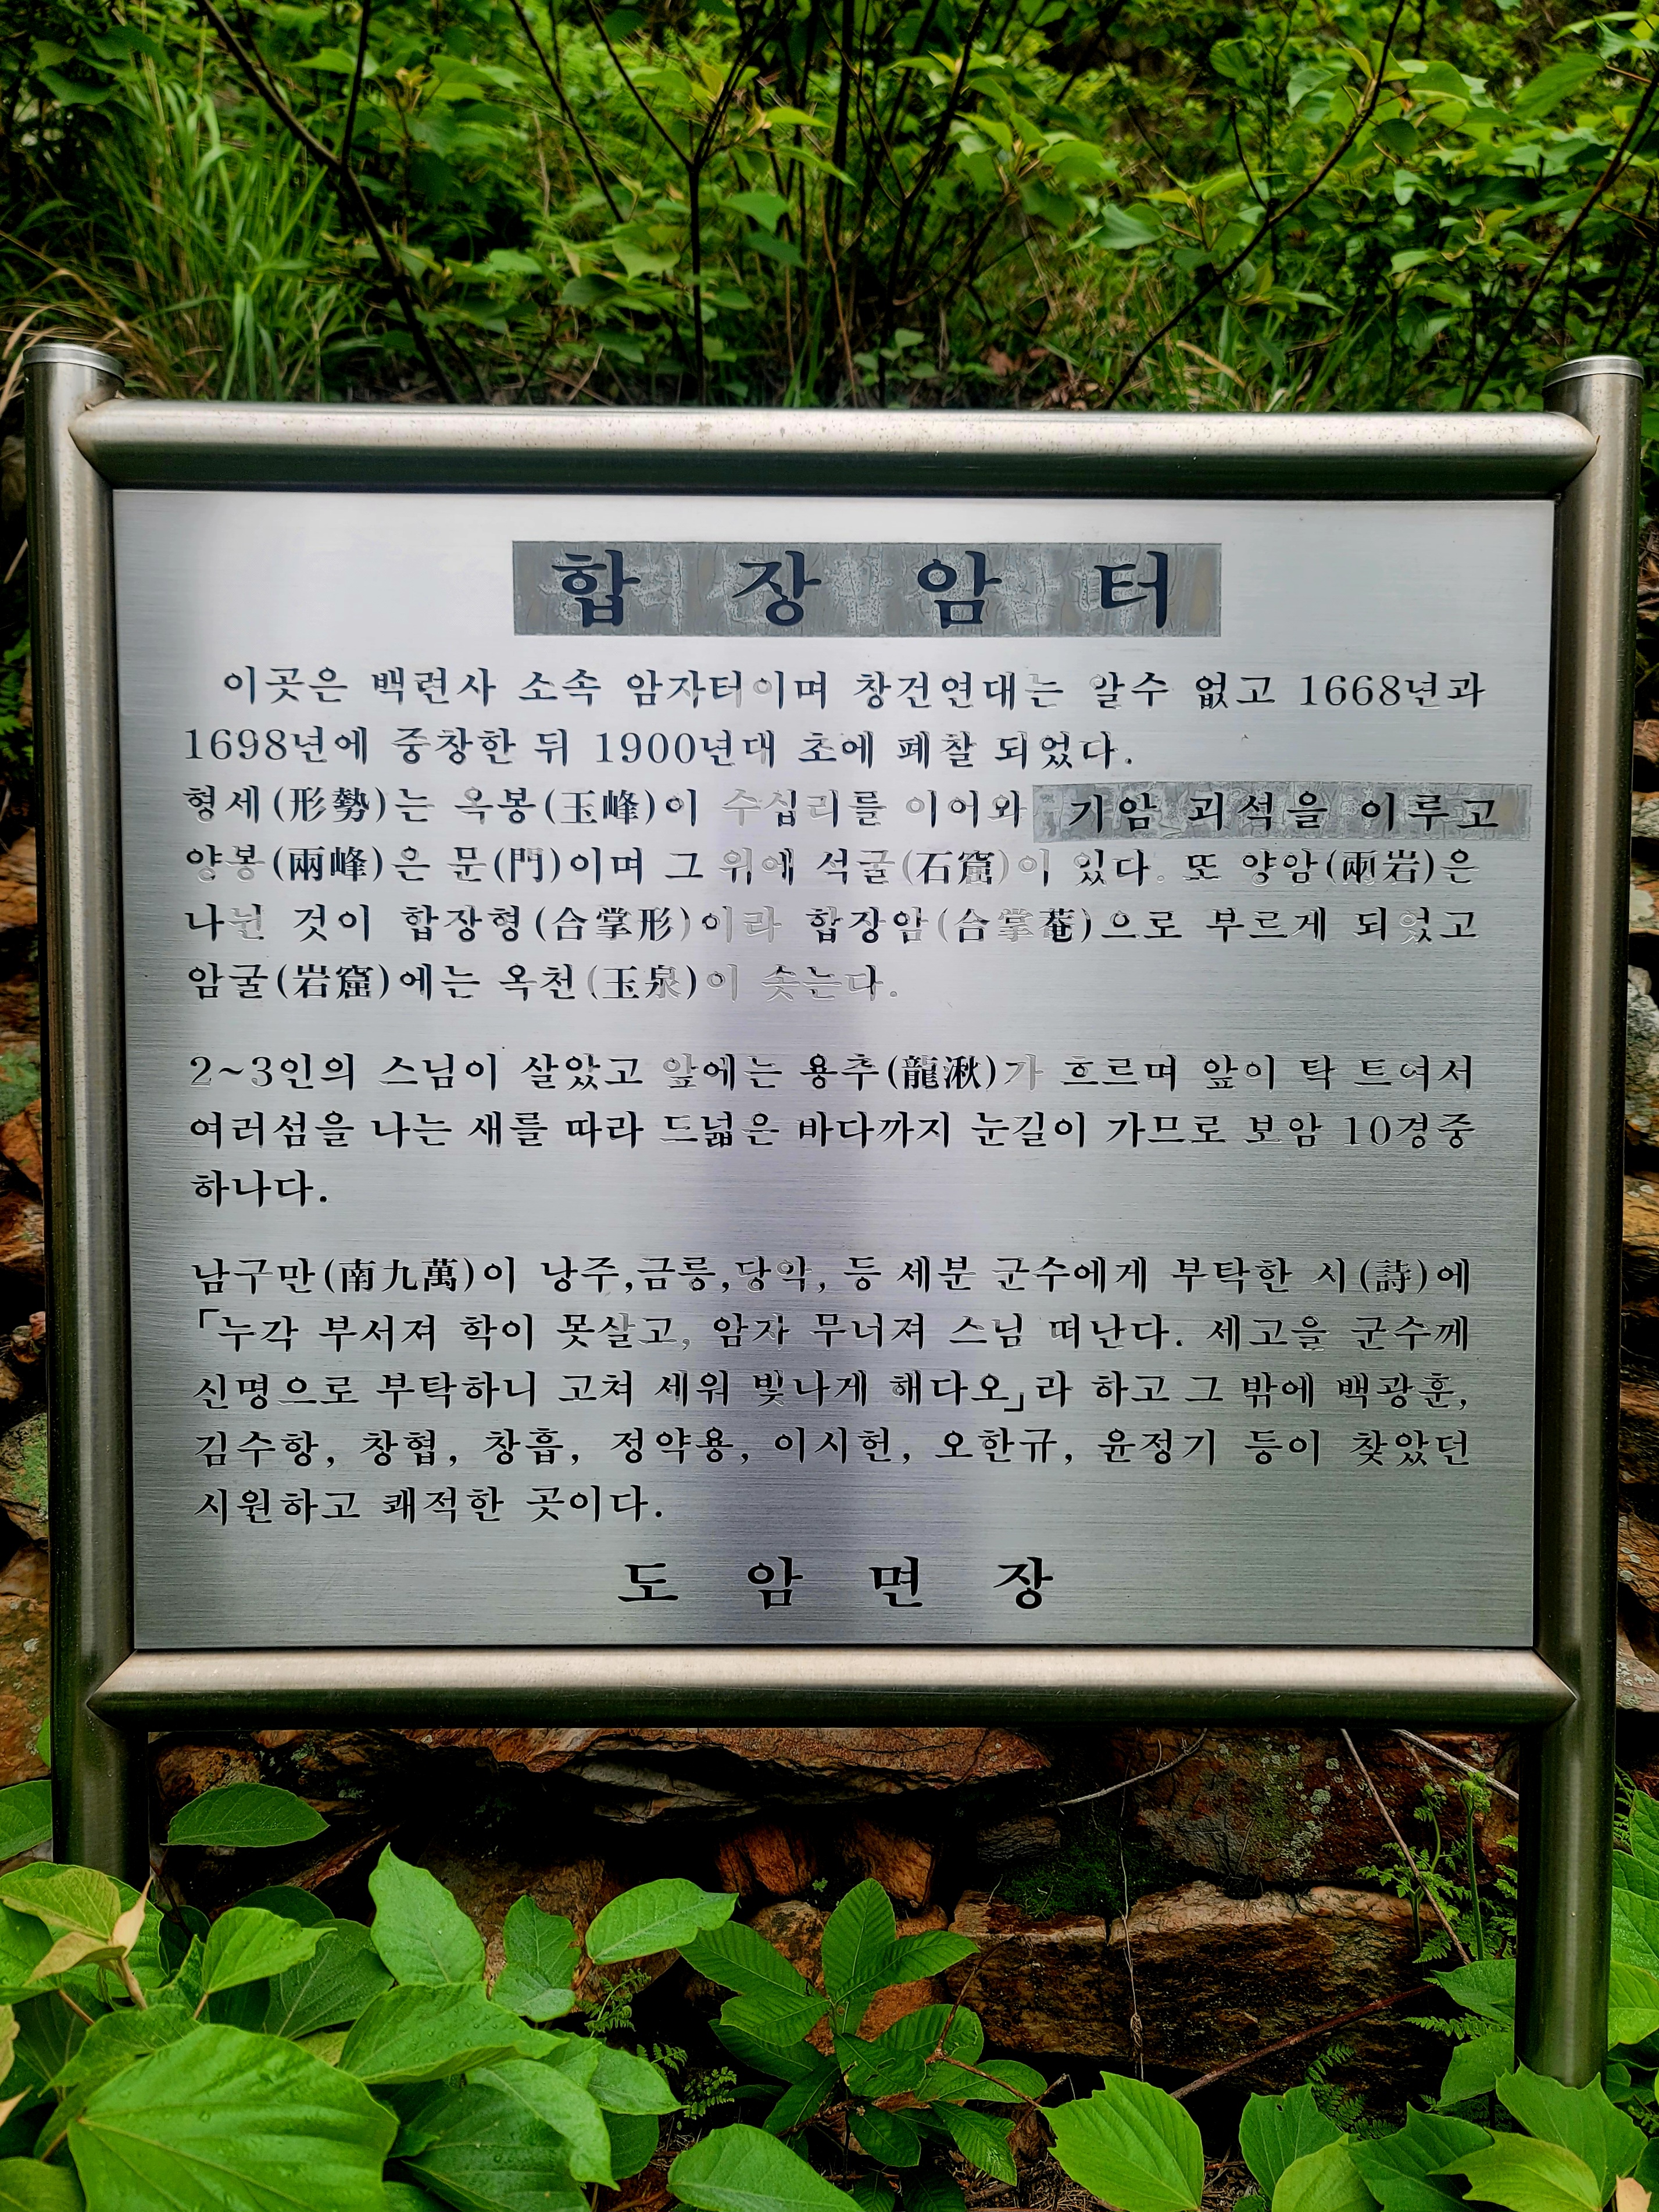 합 장 암 터
이곳은 백련사 소속 암자터이며 창건연대는 알수 없고 1668년과
1698년에 중창한 뒤 1900년대 초에 폐찰 되었다.
형세(形勢)는 옥봉(玉峰)이 수십리를 이어와 기암 괴석을 이루고
양봉(兩峰)은 문(門)이며 그 위에 석굴(石窟)이 있다. 또 양암(兩岩)은
나뉜 것이 합장형(合掌形)이라 합장암(合掌菴)으로 부르게 되었고
암굴(岩窟)에는 옥천(玉泉)이 솟는다.
2~3인의 스님이 살았고 앞에는 용추(龍湫)가 흐르며 앞이 탁 트여서
여러섬을 나는 새를 따라 드넓은 바다까지 눈길이 가므로 보암 10경중
하나다.
남구만(南九萬)이 낭주,금릉,당악, 등 세분 군수에게 부탁한 시(詩)에
「누각 부서져 학이 못살고, 암자 무너져 스님 떠난다. 세고을 군수께
신명으로 부탁하니 고쳐 세워 빛나게 해다오」라 하고 그 밖에 백광훈,
김수항, 창협, 창흡, 정약용, 이시헌, 오한규, 윤정기 등이 찾았던
시원하고 쾌적한 곳이다.
도 암 면 장